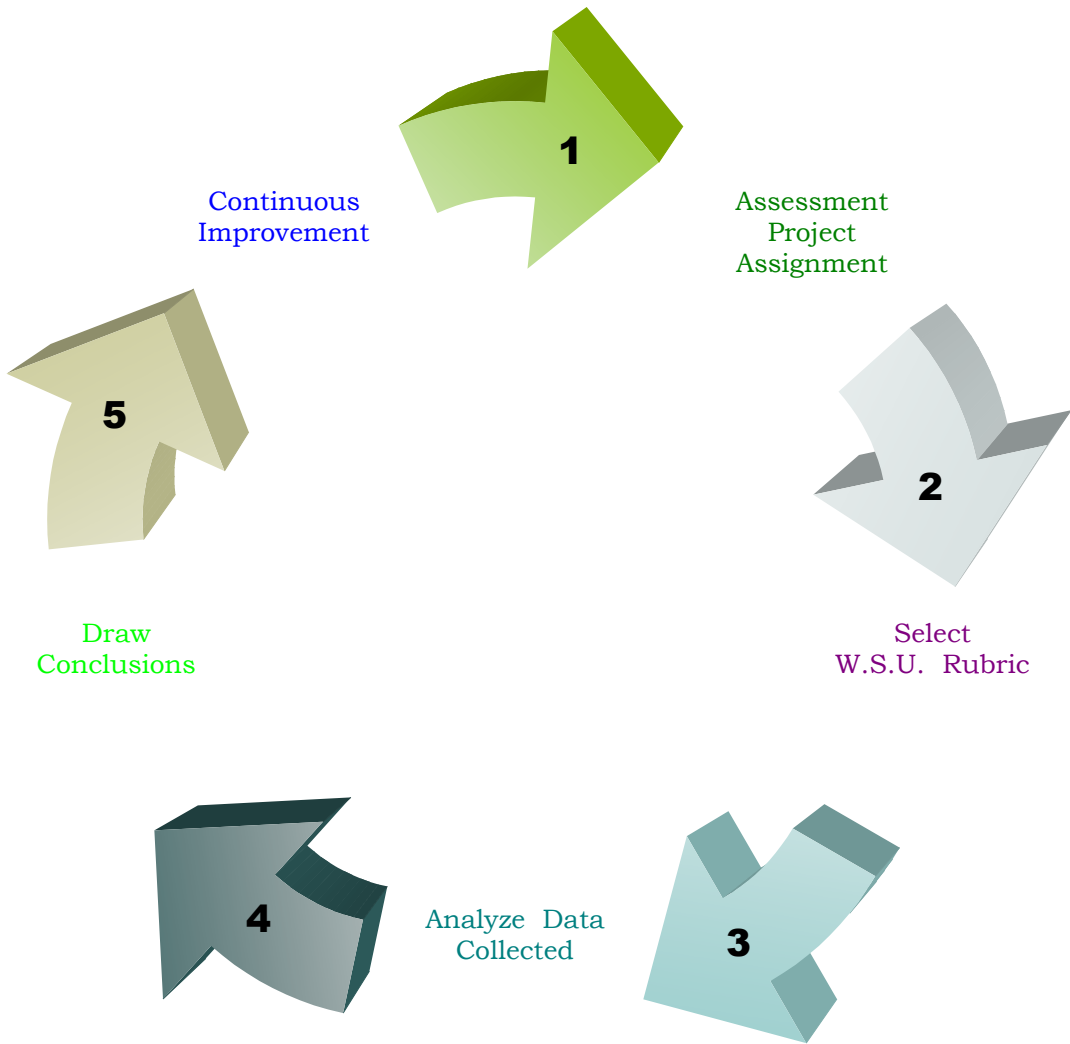 1
Continuous
Improvement
Assessment
Project
Assignment
5
2
Draw
Conclusions
Select
W.S.U. Rubric
4
Analyze Data
Collected
3